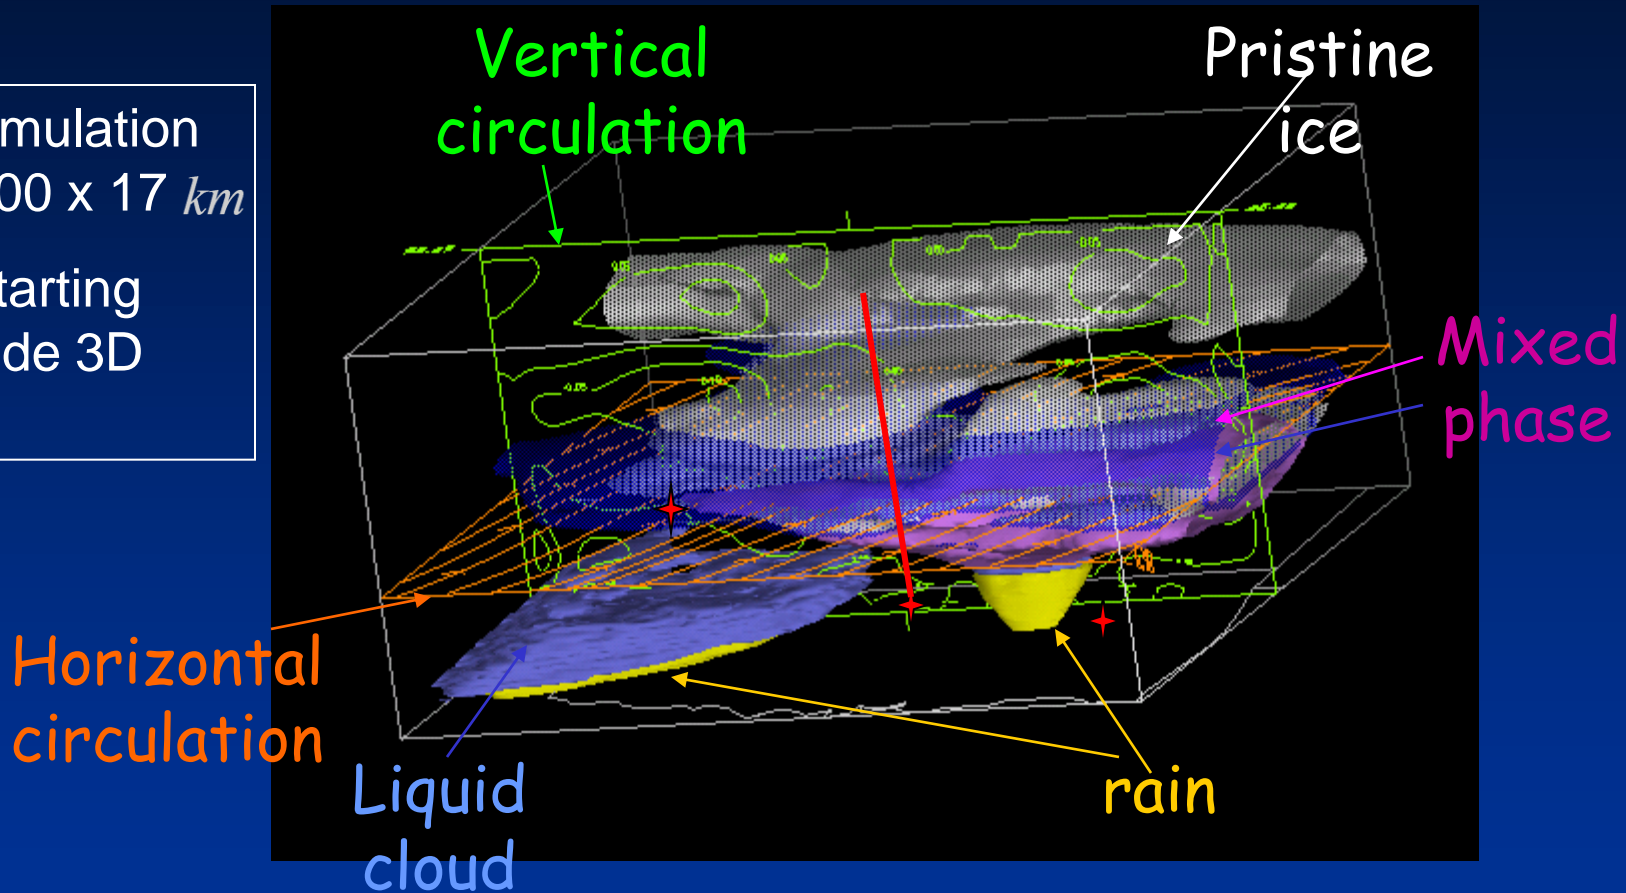 mulation
00 x 17 km
tarting
de 3D
Vertical
circulation
Pristine
ice
Mixed
phase
Horizontal
circulation
Liquid
cloud
rain